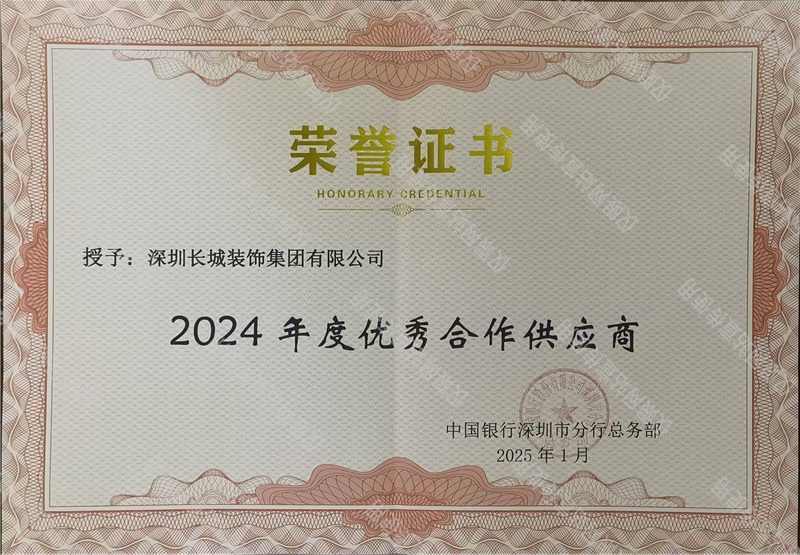 荣誉证书
HONORARY CREDENTIAL
授予：深圳长城装饰集团有限公司
2024 年度优秀合作供应商
中国银行深圳市分行总务部
2025 年 1 月